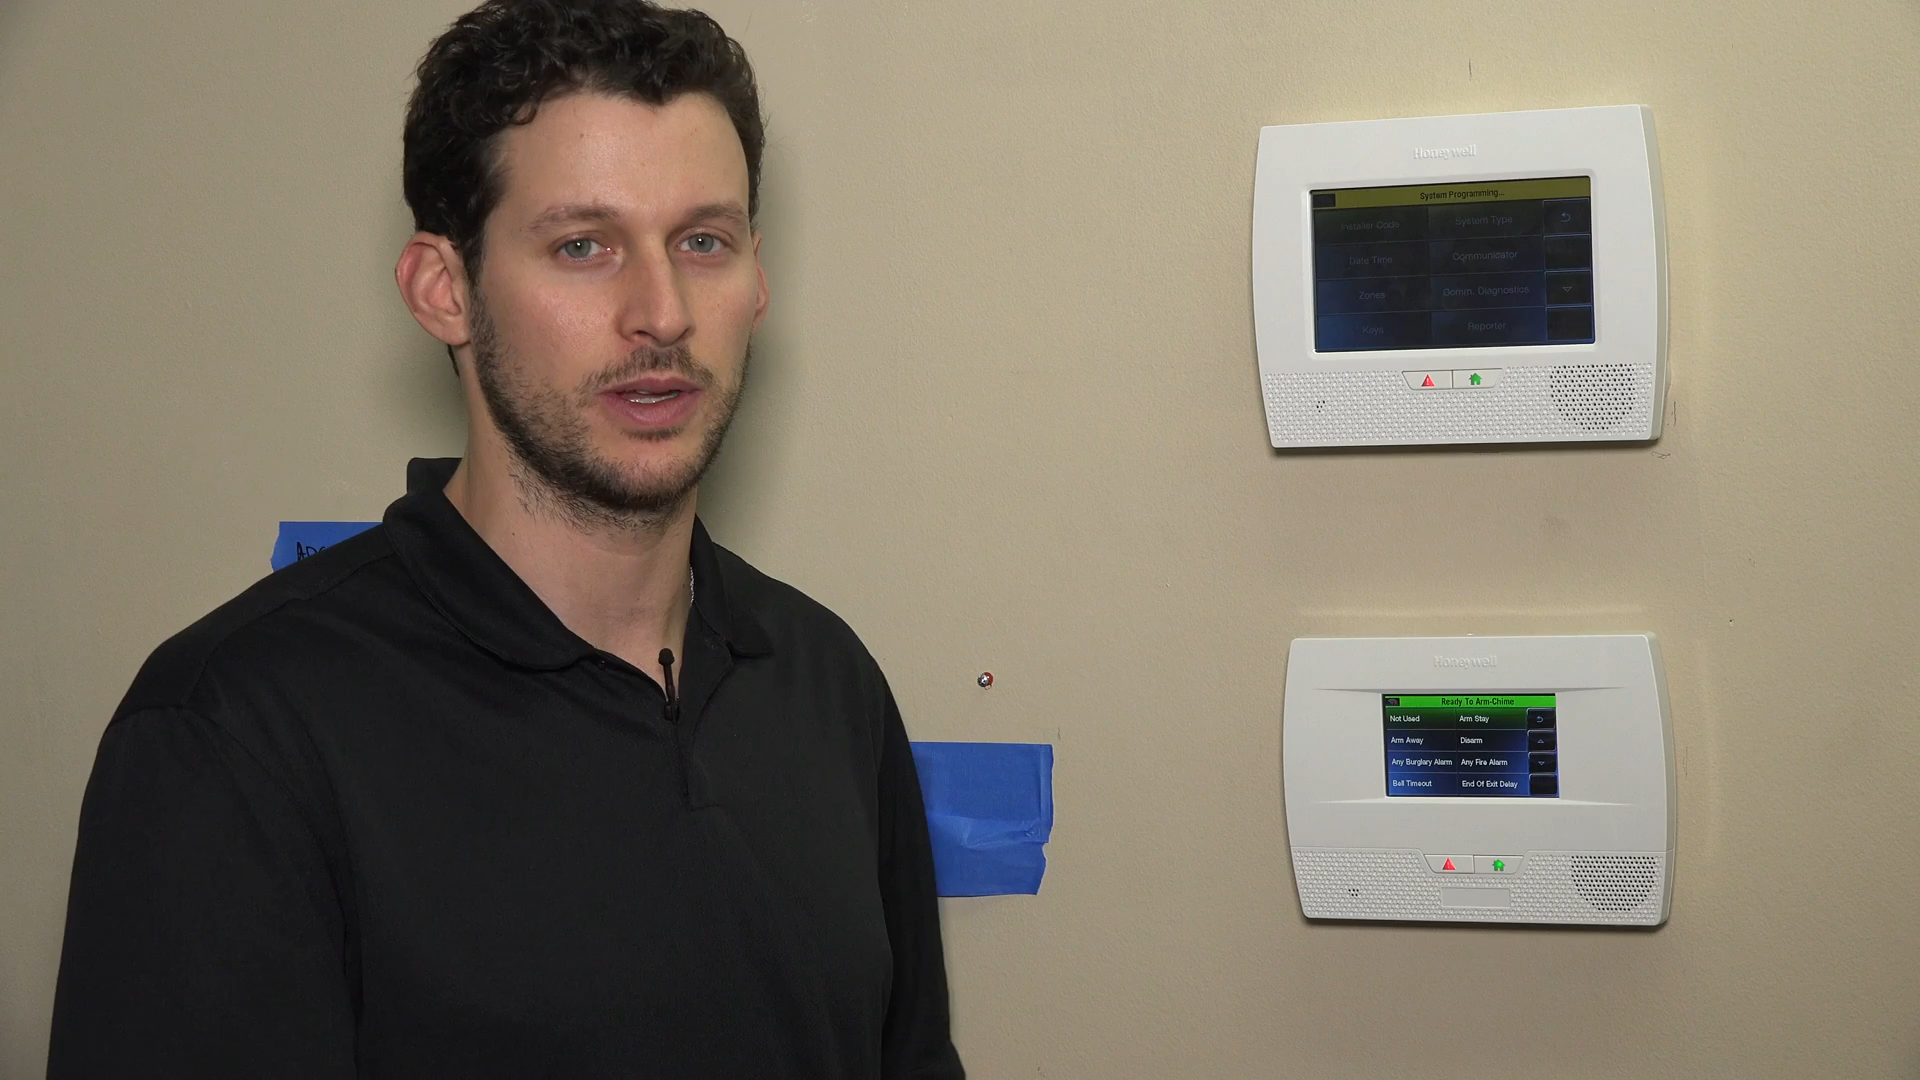 Honeywell
System Programming...
Installer Code System Type
Date Time Communicator
Zones Comm. Diagnostics
Keys Reporter
Honeywell
Ready To Arm-Chime
Not Used Arm Stay
Arm Away Disarm
Any Burglary Alarm Any Fire Alarm
Bell Timeout End Of Exit Delay